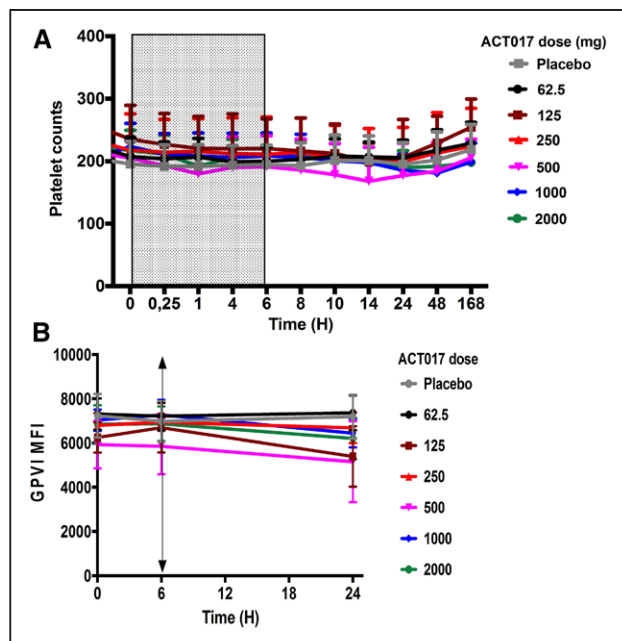 A
ACT017 dose (mg)
Placebo
62.5
125
250
500
1000
2000
Platelet counts
400
300
200
100
0
0 0,25 1 4 6 8 10 14 24 48 168
Time (H)
B
ACT017 dose
Placebo
62.5
125
250
500
1000
2000
GPVI MFI
10000
8000
6000
4000
2000
0
0 6 12 18 24
Time (H)